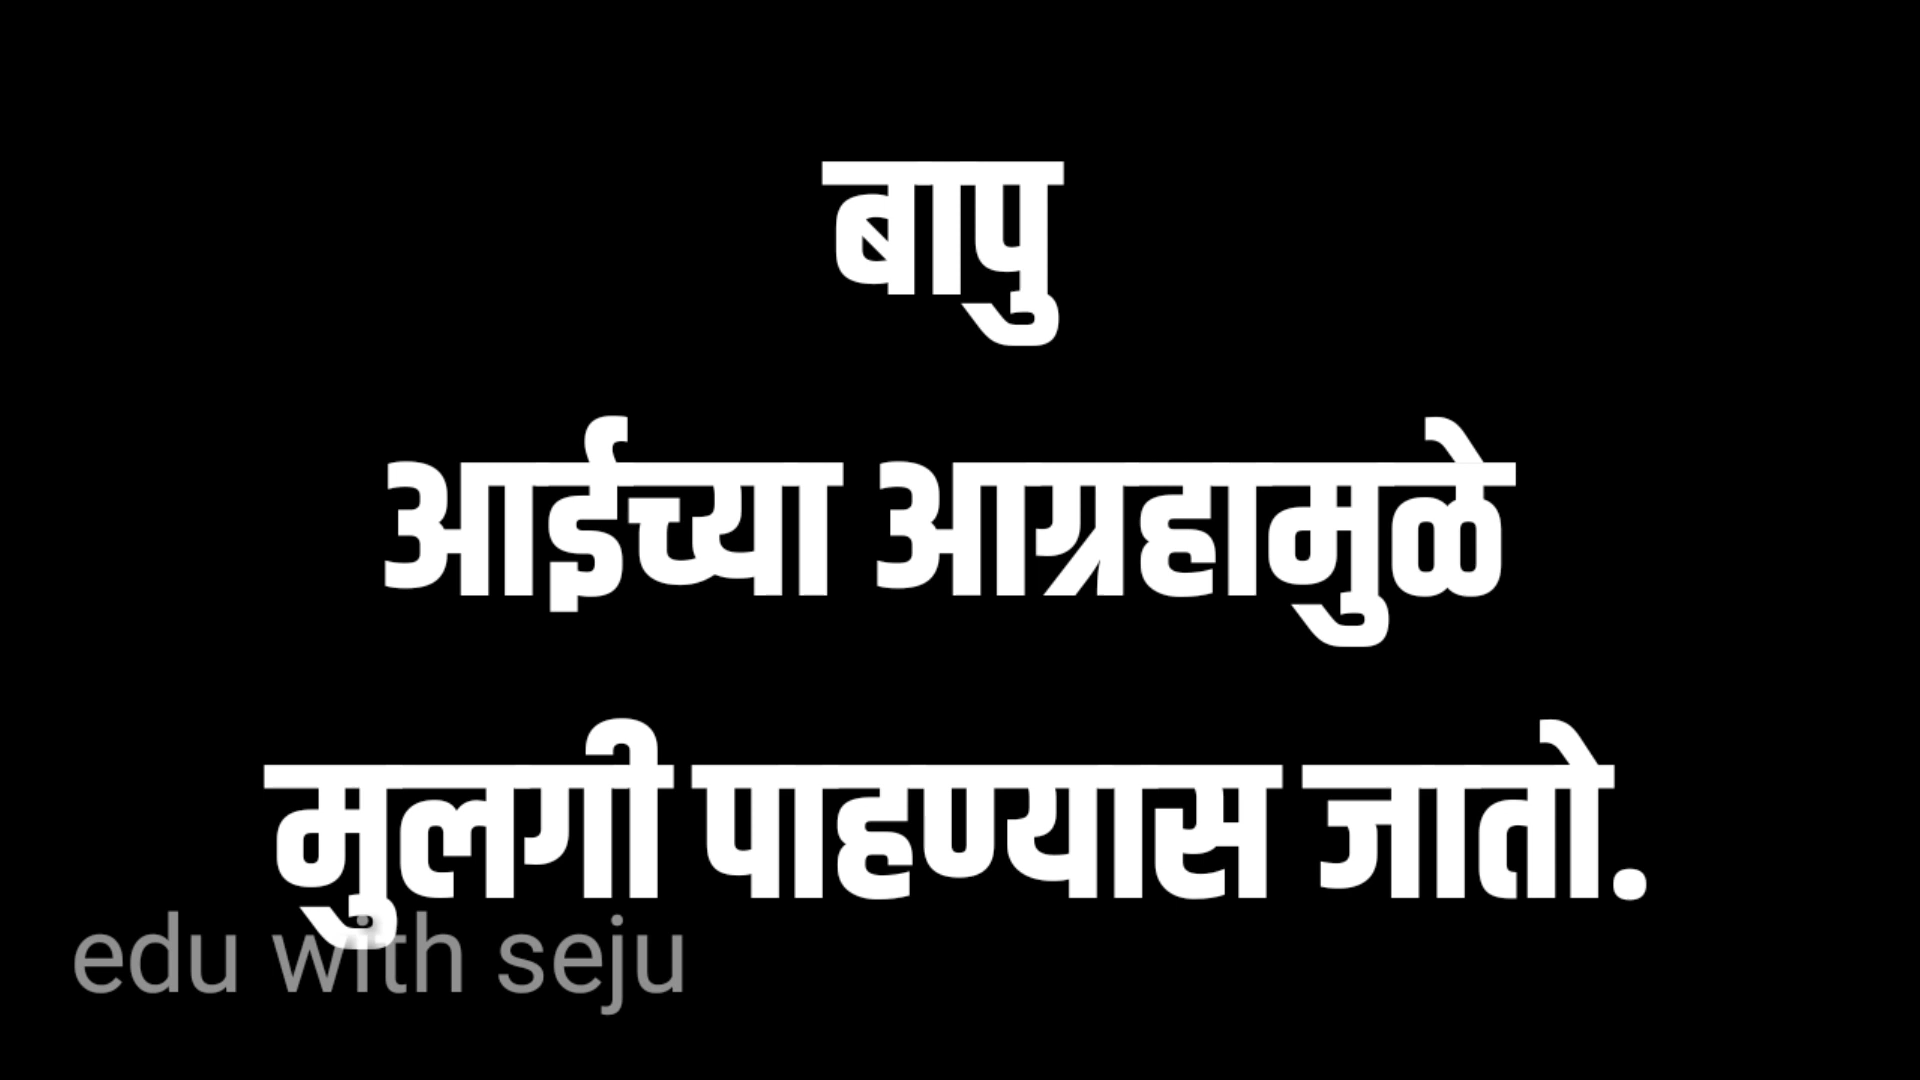 बापु
आईच्या आग्रहामुळे
मुलगी पाहण्यास जातो.
edu with seju